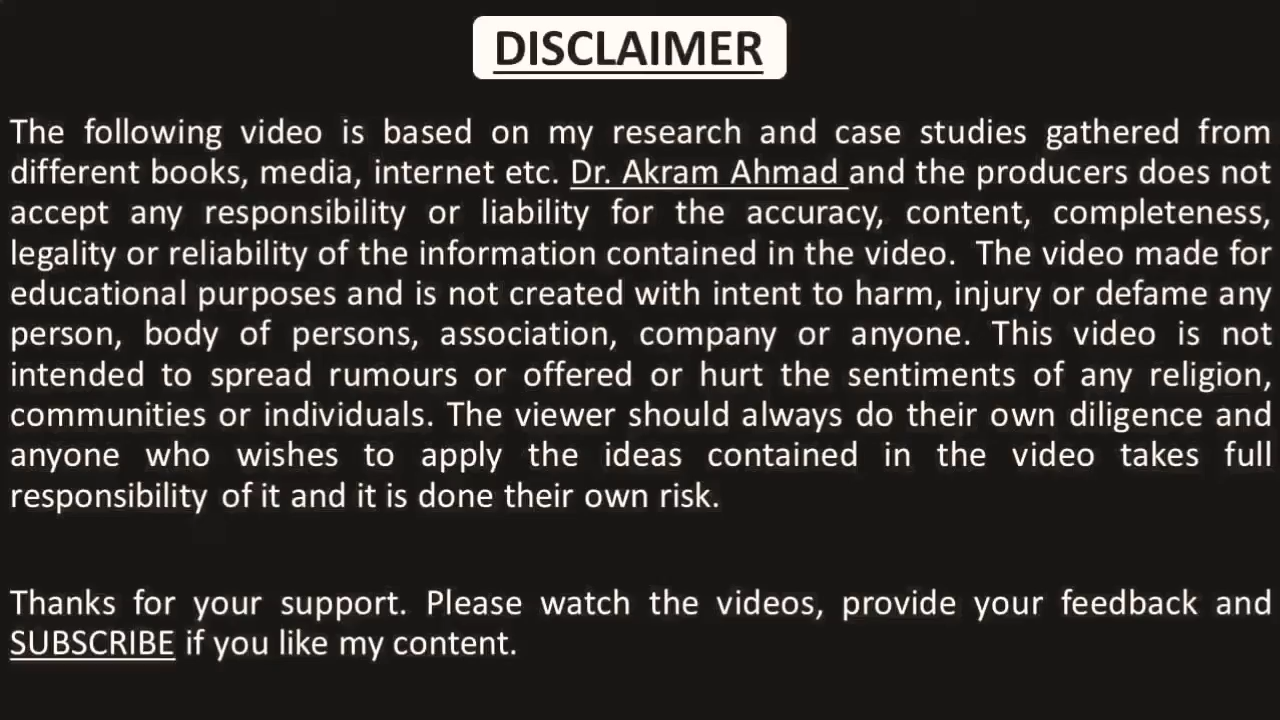 DISCLAIMER
The following video is based on my research and case studies gathered from
different books, media, internet etc. Dr. Akram Ahmad and the producers does not
accept any responsibility or liability for the accuracy, content, completeness,
legality or reliability of the information contained in the video. The video made for
educational purposes and is not created with intent to harm, injury or defame any
person, body of persons, association, company or anyone. This video is not
intended to spread rumours or offered or hurt the sentiments of any religion,
communities or individuals. The viewer should always do their own diligence and
anyone who wishes to apply the ideas contained in the video takes full
responsibility of it and it is done their own risk.
Thanks for your support. Please watch the videos, provide your feedback and
SUBSCRIBE if you like my content.